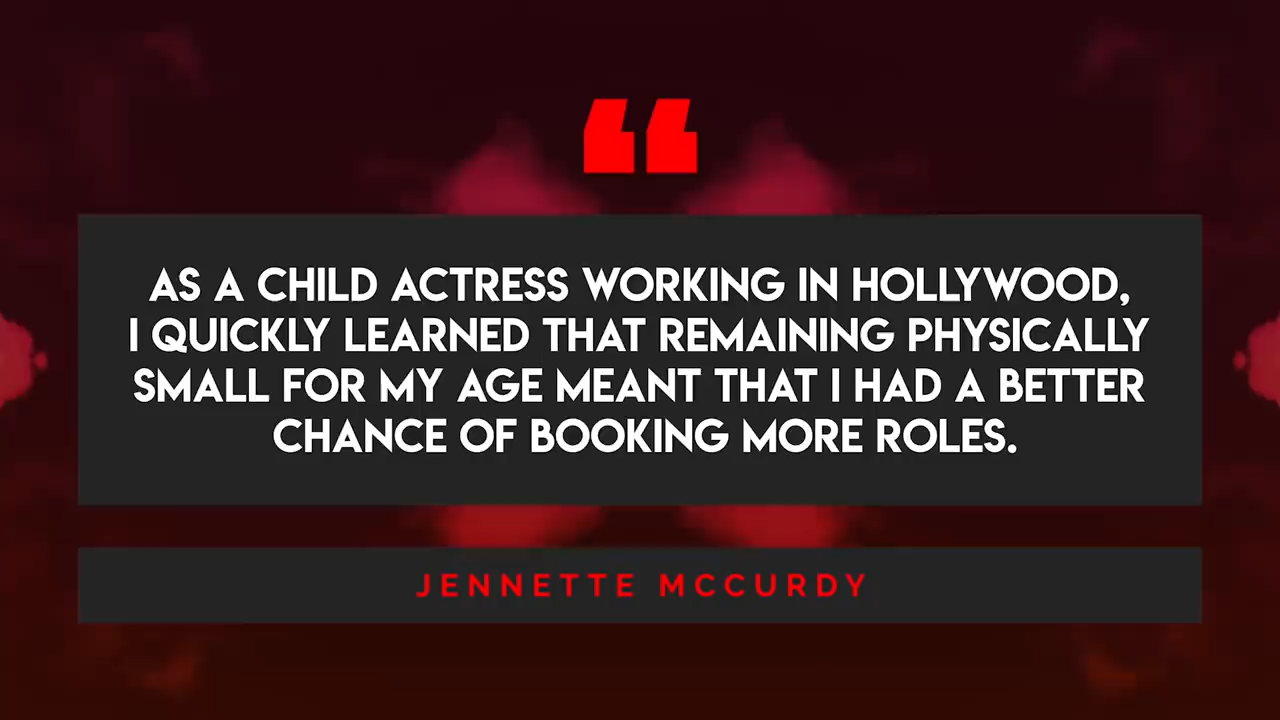 “
AS A CHILD ACTRESS WORKING IN HOLLYWOOD,
I QUICKLY LEARNED THAT REMAINING PHYSICALLY
SMALL FOR MY AGE MEANT THAT I HAD A BETTER
CHANCE OF BOOKING MORE ROLES.
JENNETTE MCCURDY